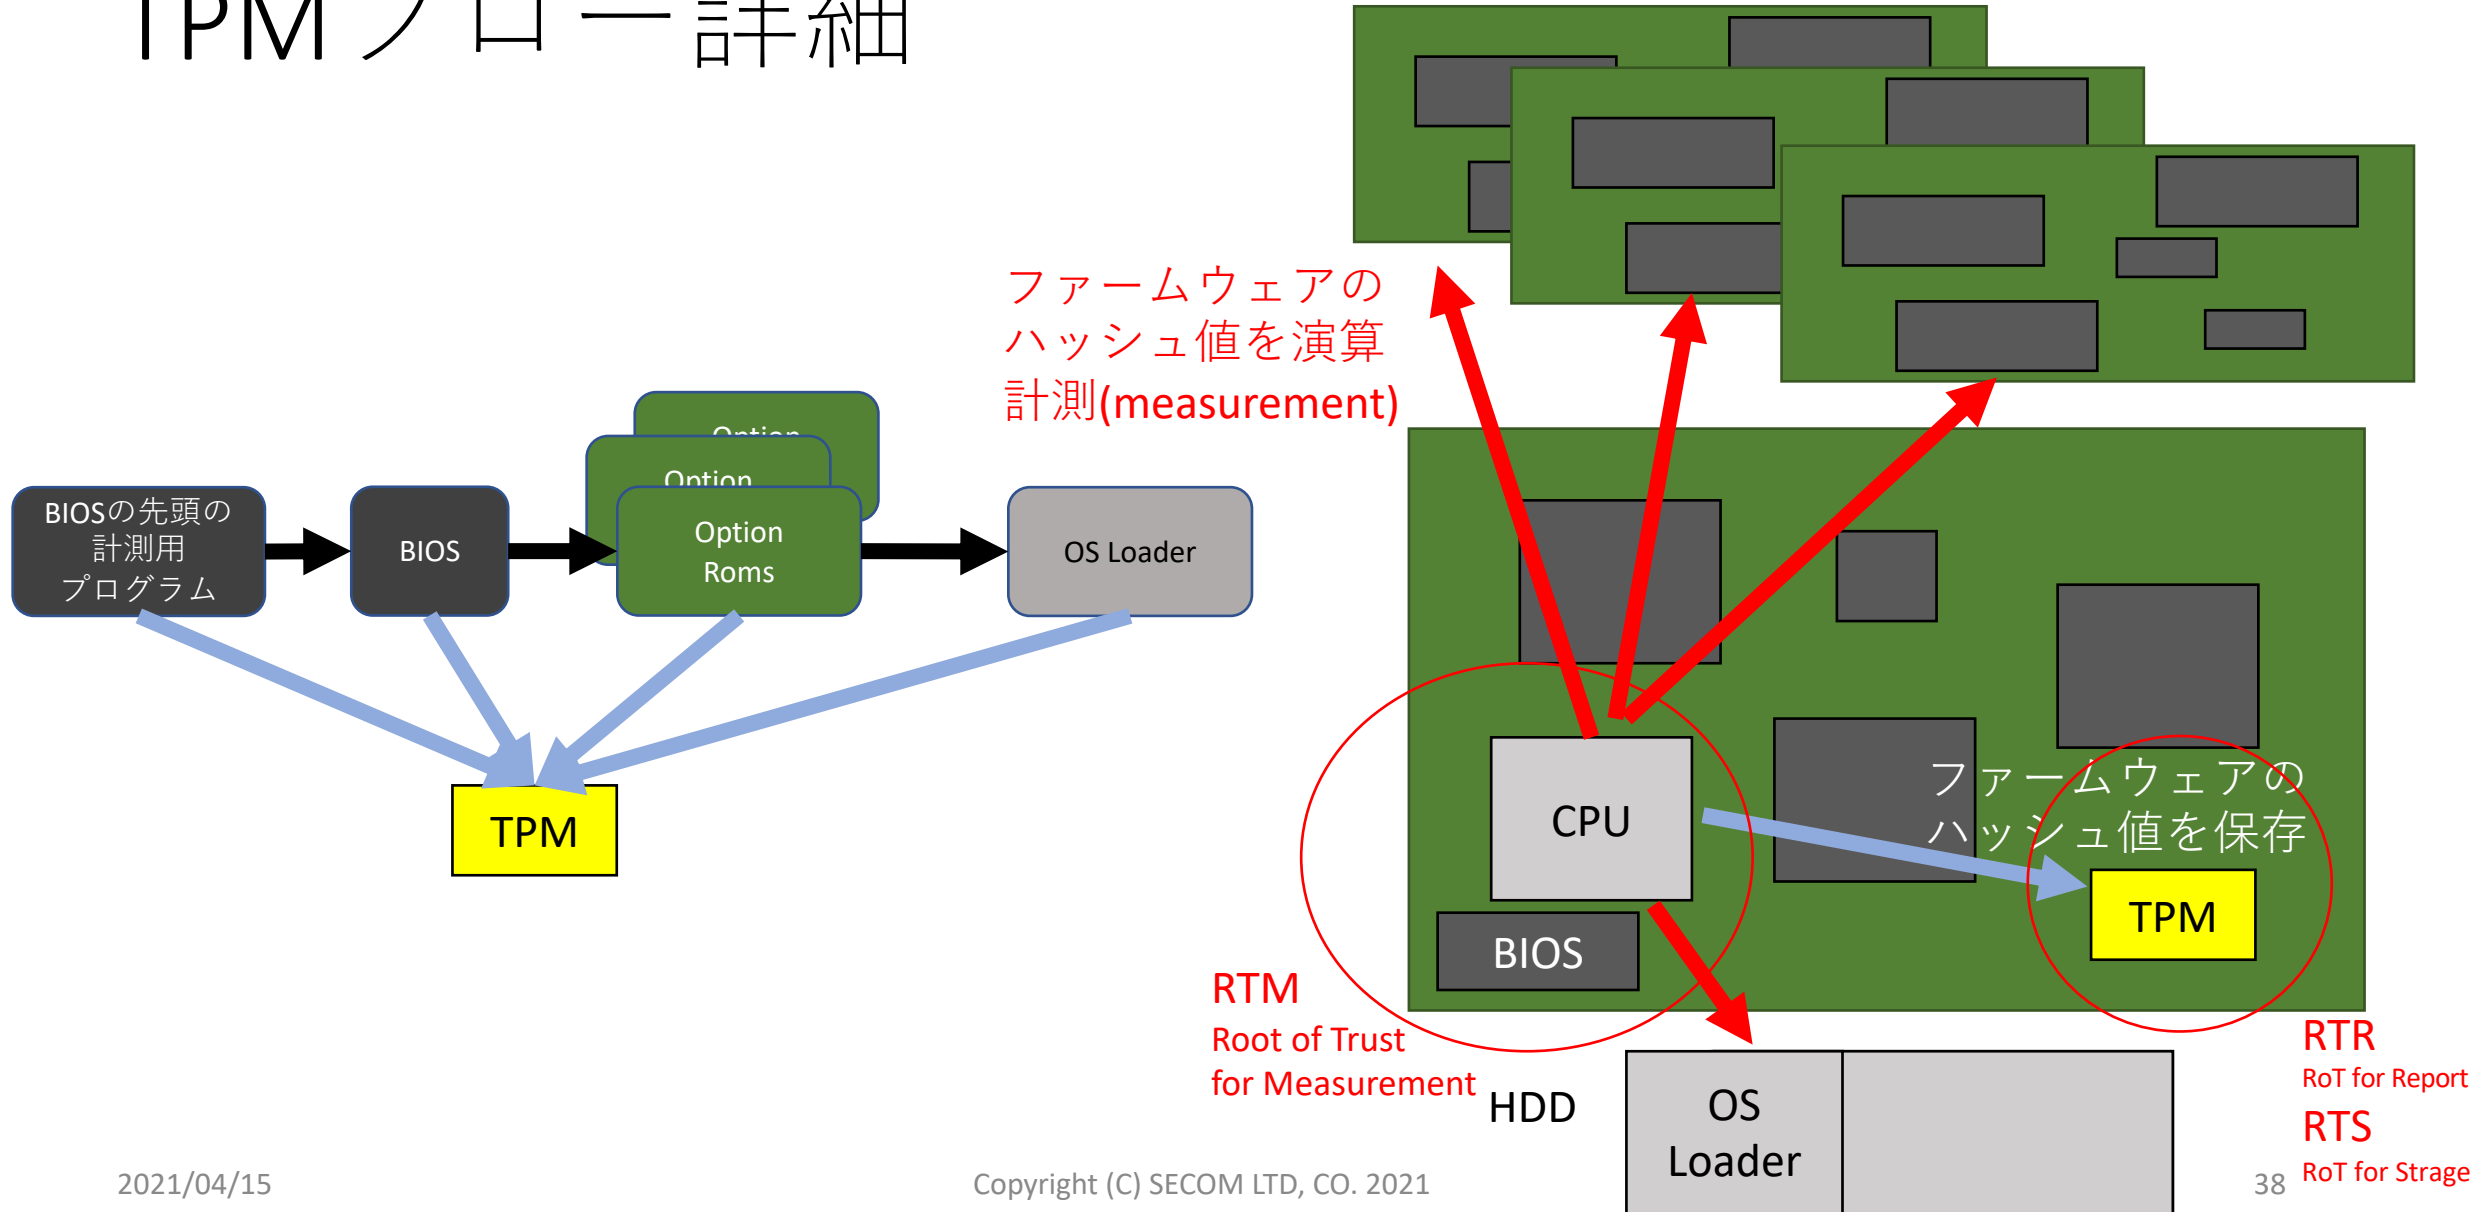 TPMフロー詳細
ファームウェアの
ハッシュ値を演算
計測(measurement)
Option
Option
Option
Roms
BIOSの先頭の
計測用
プログラム
BIOS
OS Loader
TPM
CPU
BIOS
ファームウェアの
ハッシュ値を保存
TPM
RTM
Root of Trust
for Measurement
HDD
OS
Loader
RTR
RoT for Report
RTS
RoT for Strage
2021/04/15
Copyright (C) SECOM LTD, CO. 2021
38